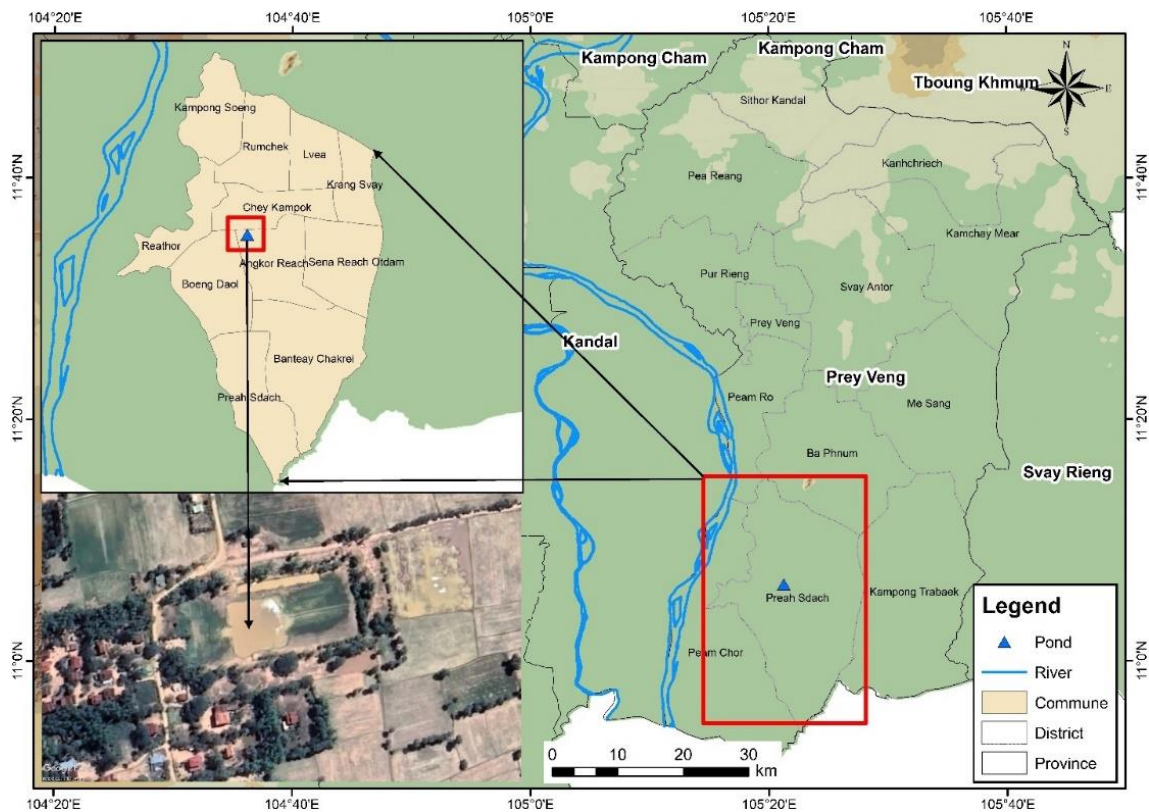 104°20'E
104°40'E
105°0'E
105°20'E
105°40'E
11°40'N
11°20'N
11°0'N
Kampong Soeng
Rumchek
Lvea
Krang Svay
Chey Kampok
Reathor
Angkor Reach
Sena Reach Otdam
Boeng Daol
Banteay Chakrei
Preah Sdach
Kampong Cham
Kampong Cham
Tboung Khmum
N
E
S
Sithor Kandal
Kanhchriech
Pea Reang
Kamchay Mear
Pur Rieng
Svay Antor
Prey Veng
Kandal
Prey Veng
Peam Ro
Me Sang
Ba Phnum
Svay Rieng
Preah Sdach
Kampong Trabaek
Peam Chor
0 10 20 30
km
Legend
Pond
River
Commune
District
Province
11°40'N
11°20'N
11°0'N
104°20'E
104°40'E
105°0'E
105°20'E
105°40'E